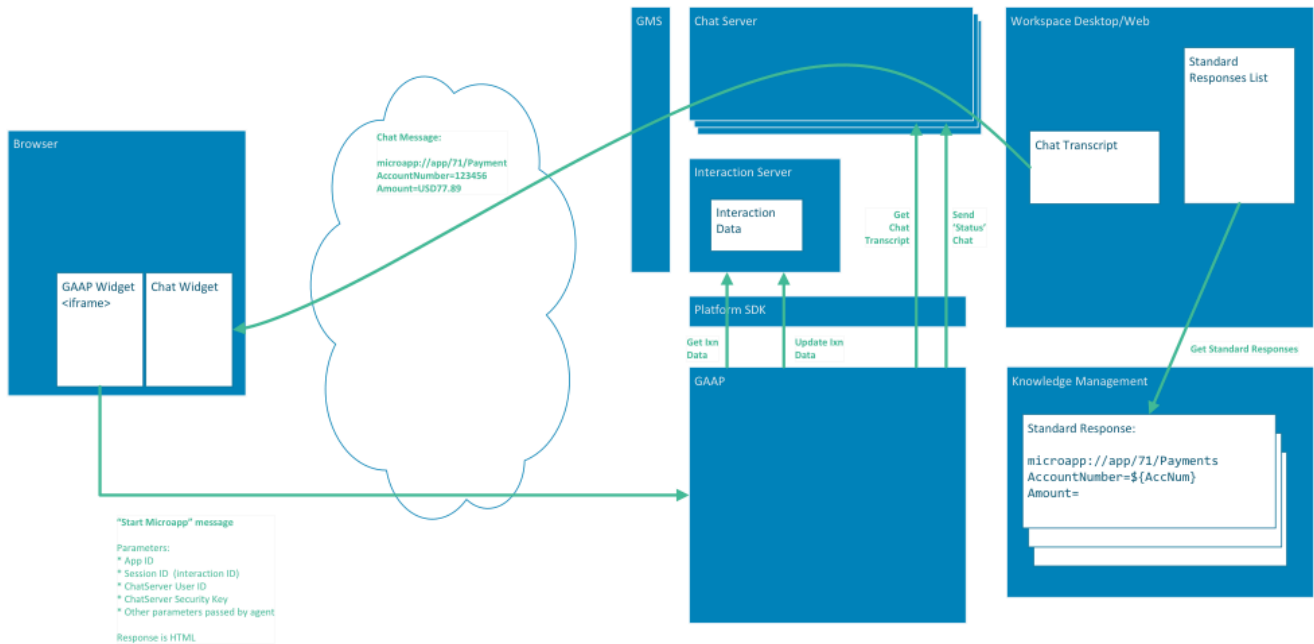 GMS
Chat Server
Workspace Desktop/Web
Standard
Responses List
Chat Transcript
Browser
Chat Message:
microapp://app/71/Payment
AccountNumber=123456
Amount=USD77.89
Interaction Server
Interaction
Data
Get
Chat
Transcript
Send
'Status'
Chat
GAAP Widget
<iframe>
Chat Widget
Platform SDK
Get Ixn
Data
Update Ixn
Data
Get Standard Responses
GAAP
Knowledge Management
Standard Response:
microapp://app/71/Payments
AccountNumber=${AccNum}
Amount=
"Start Microapp" message
Parameters:
* App ID
* Session ID (interaction ID)
* ChatServer User ID
* ChatServer Security Key
* Other parameters passed by agent
Response is HTML